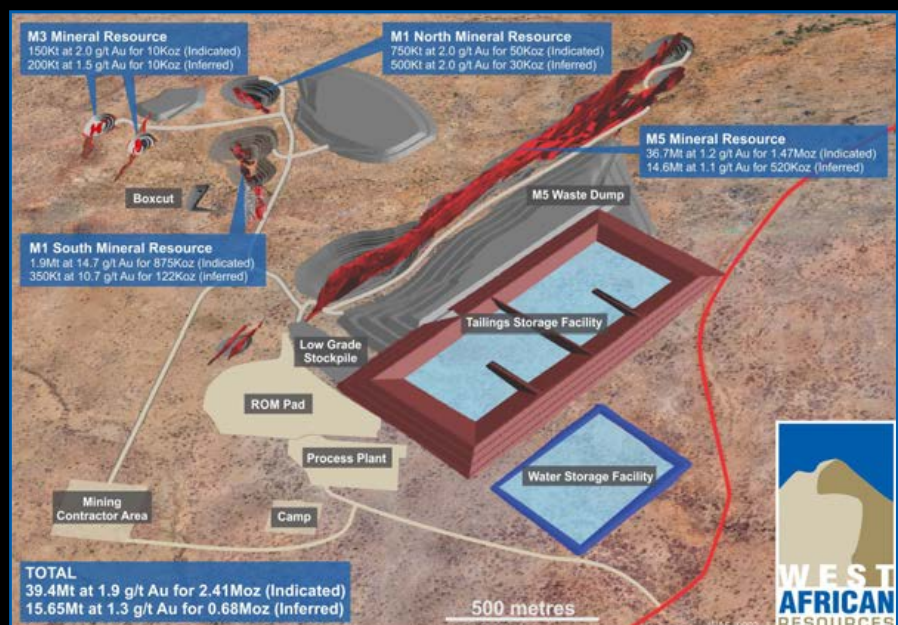 M3 Mineral Resource
150Kt at 2.0 g/t Au for 10Koz (Indicated)
200Kt at 1.5 g/t Au for 10Koz (Inferred)
M1 North Mineral Resource
750Kt at 2.0 g/t Au for 50Koz (Indicated)
500Kt at 2.0 g/t Au for 30Koz (Inferred)
M5 Mineral Resource
36.7Mt at 1.2 g/t Au for 1.47Moz (Indicated)
14.6Mt at 1.1 g/t Au for 520Koz (Inferred)
Boxcut
M5 Waste Dump
M1 South Mineral Resource
1.9Mt at 14.7 g/t Au for 875Koz (Indicated)
350Kt at 10.7 g/t Au for 122Koz (inferred)
Tailings Storage Facility
Low Grade
Stockpile
ROM Pad
Process Plant
Water Storage Facility
Mining
Contractor Area
Camp
TOTAL
39.4Mt at 1.9 g/t Au for 2.41Moz (Indicated)
15.65Mt at 1.3 g/t Au for 0.68Moz (Inferred)
500 metres
WEST
AFRICAN
RESOURCES